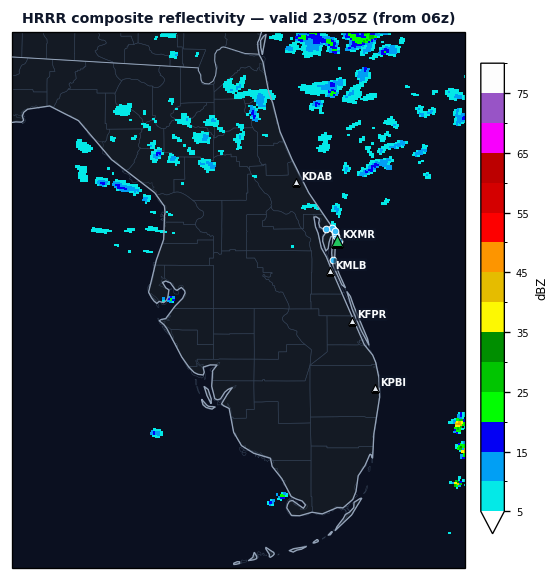 HRRR composite reflectivity — valid 23/05Z (from 06z)
KDAB
KXMR
KMLB
KFPR
KPBI
75
65
55
45
35
25
15
5
dBZ